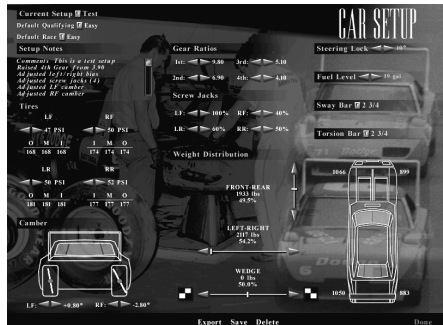 CAR SETUP
Current Setup Test
Default Qualifying Easy
Default Race Easy
Setup Notes
Comments This is a test setup
Raised 4th Gear from 3.90
Adjusted left/right bias
Adjusted screw jacks (4)
Adjusted LF camber
Adjusted RF camber
Tires
LF RF
47 PSI 50 PSI
O M I I M O
168 168 168 174 174 174
LR RR
50 PSI 52 PSI
O M I I M O
181 181 181 177 177 177
Camber
LF: +0.80° RF: -2.80°
Gear Ratios
1st: 9.80 3rd: 5.10
2nd: 6.90 4th: 4.10
Screw Jacks
LF: 100% RF: 40%
LR: 60% RR: 50%
Weight Distribution
FRONT-REAR
1933 lbs
49.5%
LEFT-RIGHT
2117 lbs
54.2%
WEDGE
0 lbs
50.0%
Steering Lock 10°
Fuel Level 19 gal
Sway Bar 2 3/4
Torsion Bar 2 3/4
1066 899
1050 883
Export Save Delete
Done